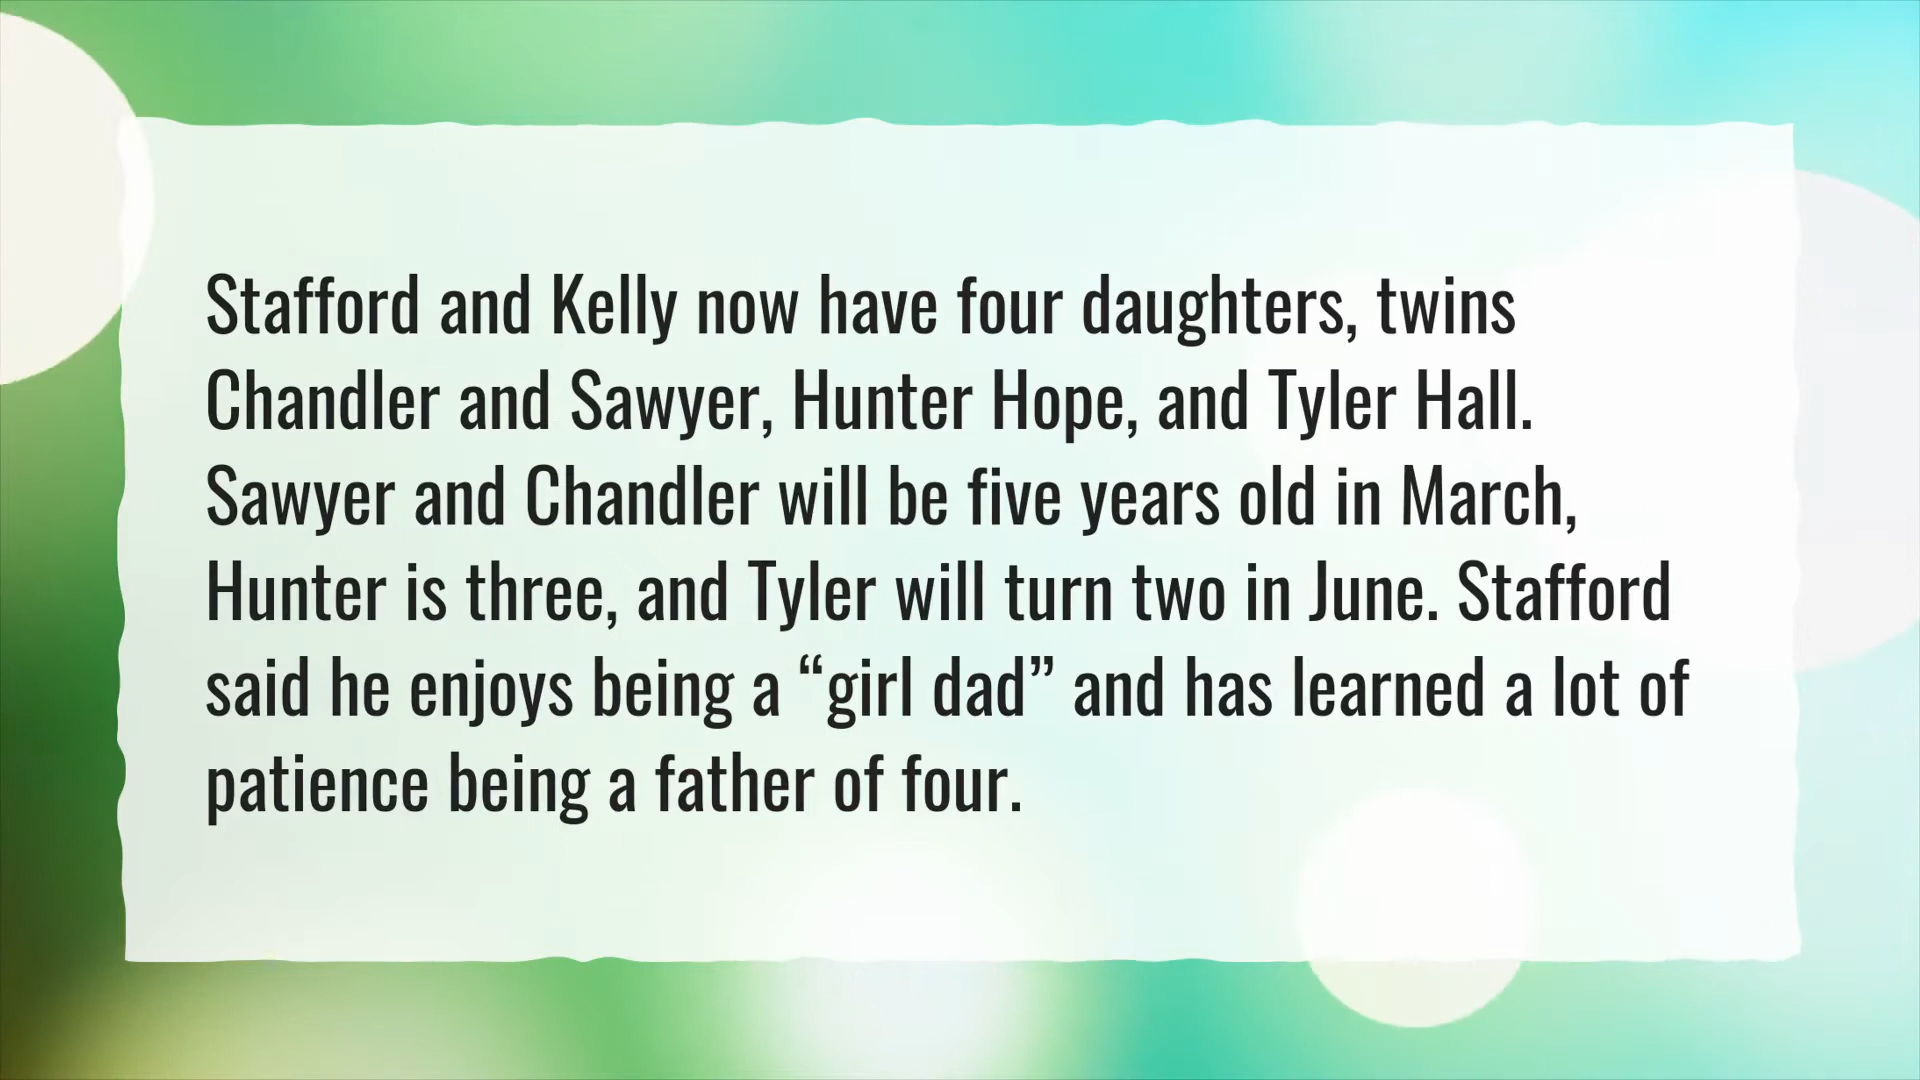 Stafford and Kelly now have four daughters, twins
Chandler and Sawyer, Hunter Hope, and Tyler Hall.
Sawyer and Chandler will be five years old in March,
Hunter is three, and Tyler will turn two in June. Stafford
said he enjoys being a “girl dad” and has learned a lot of
patience being a father of four.